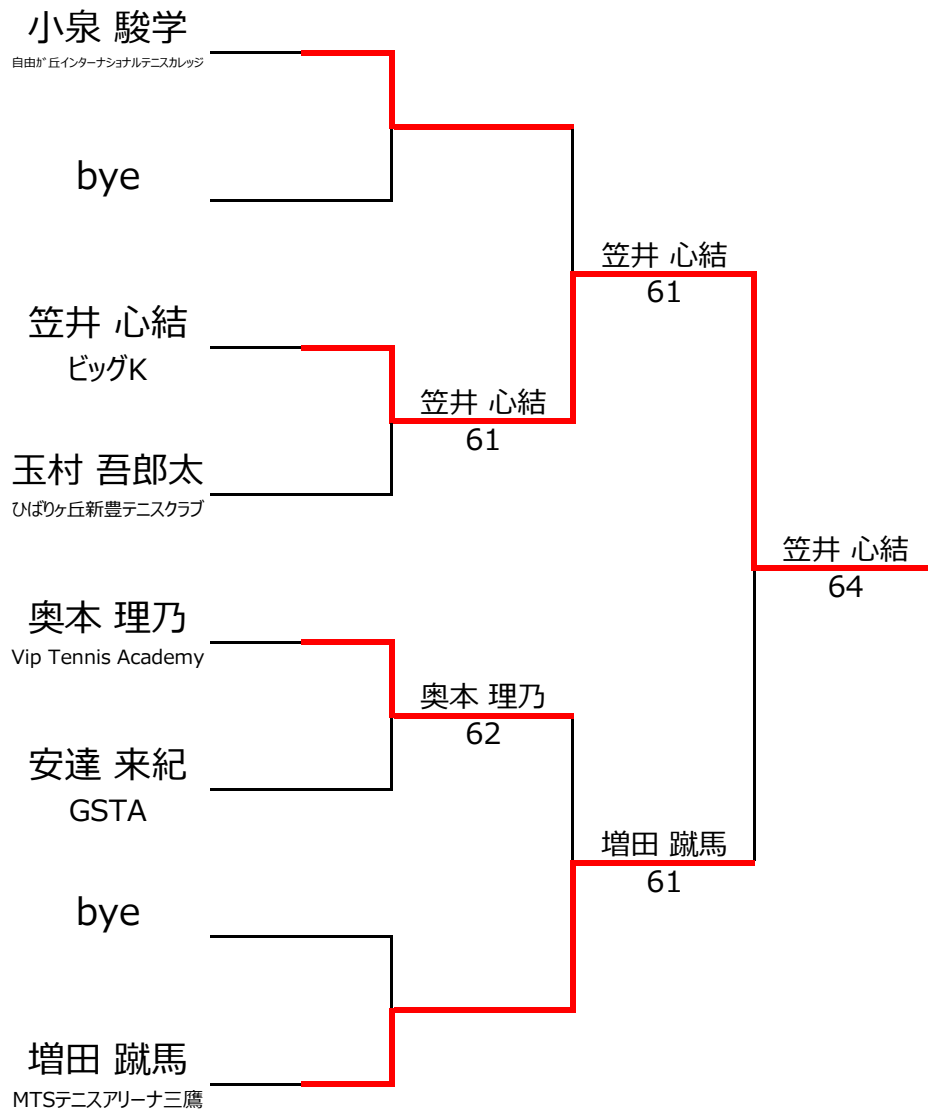 小泉 駿学
自由が丘インターナショナルテニスカレッジ
bye
笠井 心結
ビッグK
玉村 吾郎太
ひばりヶ丘新豊テニスクラブ
奥本 理乃
Vip Tennis Academy
安達 来紀
GSTA
bye
増田 蹴馬
MTSテニスアリーナ三鷹
笠井 心結
61
奥本 理乃
62
笠井 心結
61
増田 蹴馬
61
笠井 心結
64